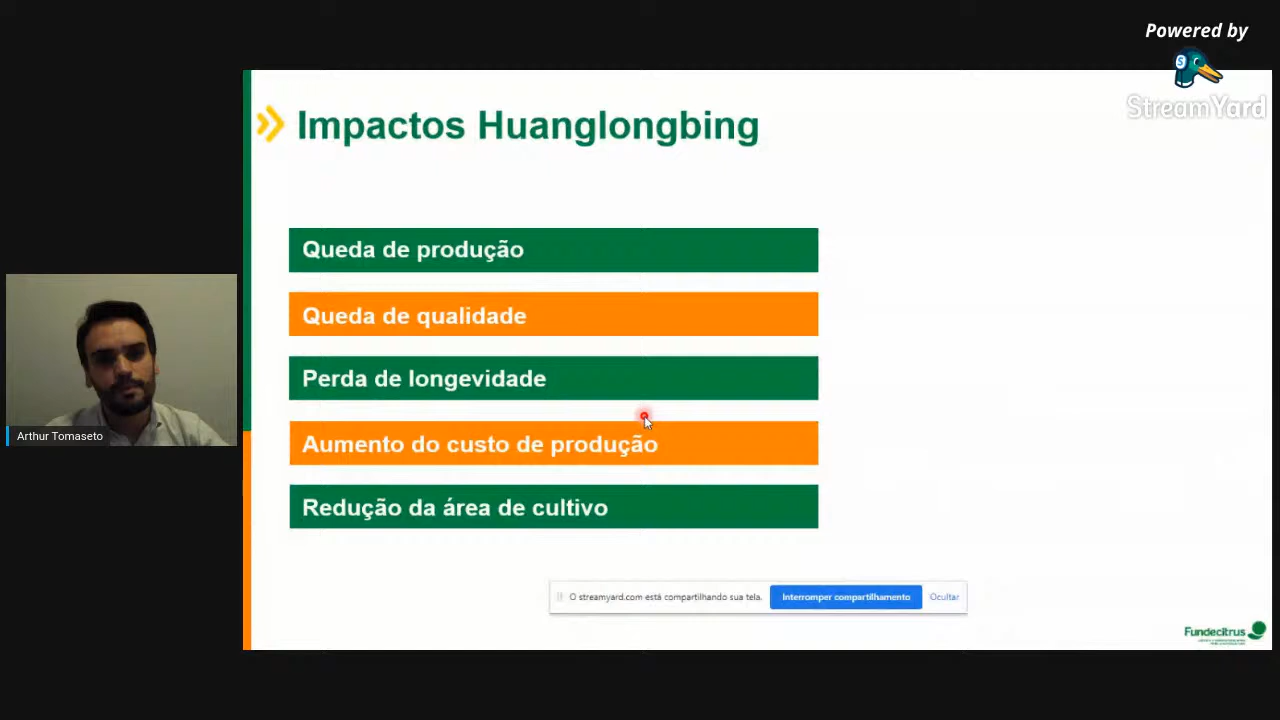 Powered by
StreamYard
Impactos Huanglongbing
Queda de produção
Queda de qualidade
Perda de longevidade
Aumento do custo de produção
Redução da área de cultivo
Arthur Tomaseto
O streamyard.com está compartilhando sua tela. Interromper compartilhamento Ocultar
Fundecitrus